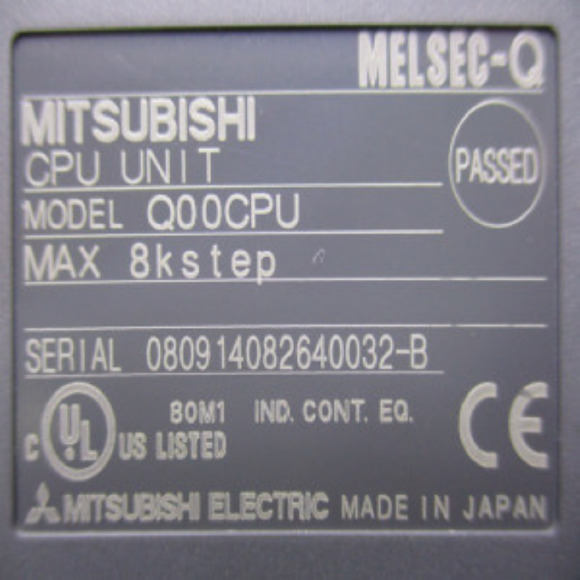 MELSEC-Q
MITSUBISHI
CPU UNIT
PASSED
MODEL Q00CPU
MAX 8kstep
SERIAL 080914082640032-B
C UL US LISTED
80M1 IND. CONT. EQ.
CE
MITSUBISHI ELECTRIC MADE IN JAPAN